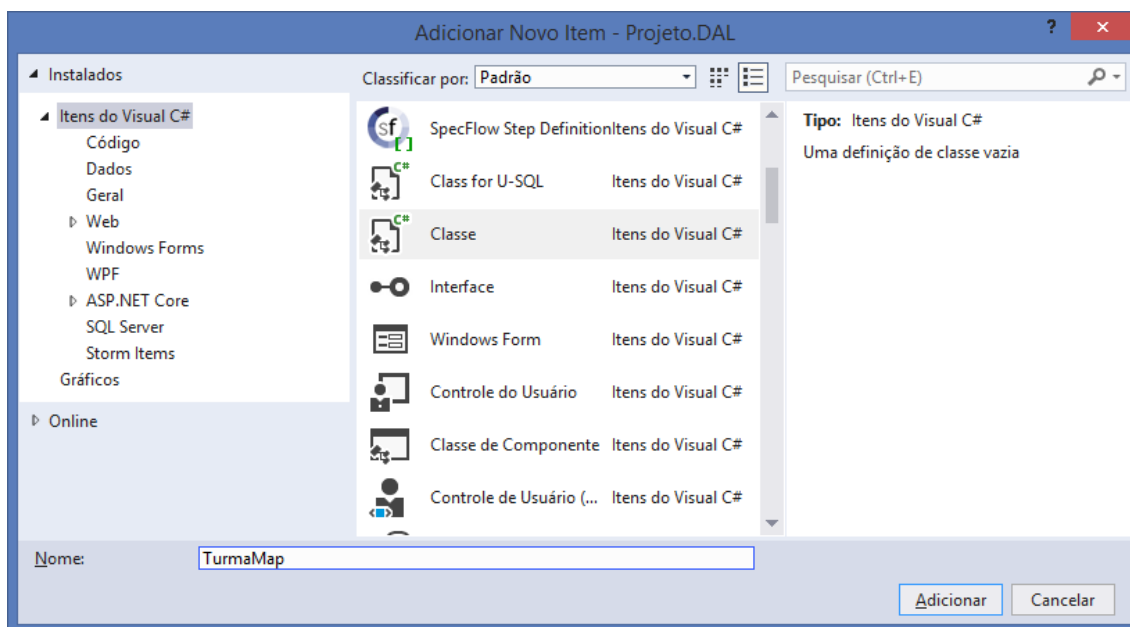 Adicionar Novo Item - Projeto.DAL
?
Instalados
Classificar por: Padrão
Pesquisar (Ctrl+E)
Itens do Visual C#
Código
Dados
Geral
Web
Windows Forms
WPF
ASP.NET Core
SQL Server
Storm Items
Gráficos
Online
SpecFlow Step Definition Itens do Visual C#
Class for U-SQL Itens do Visual C#
Classe Itens do Visual C#
Interface Itens do Visual C#
Windows Form Itens do Visual C#
Controle do Usuário Itens do Visual C#
Classe de Componente Itens do Visual C#
Controle de Usuário (... Itens do Visual C#
Tipo: Itens do Visual C#
Uma definição de classe vazia
Nome: TurmaMap
Adicionar Cancelar